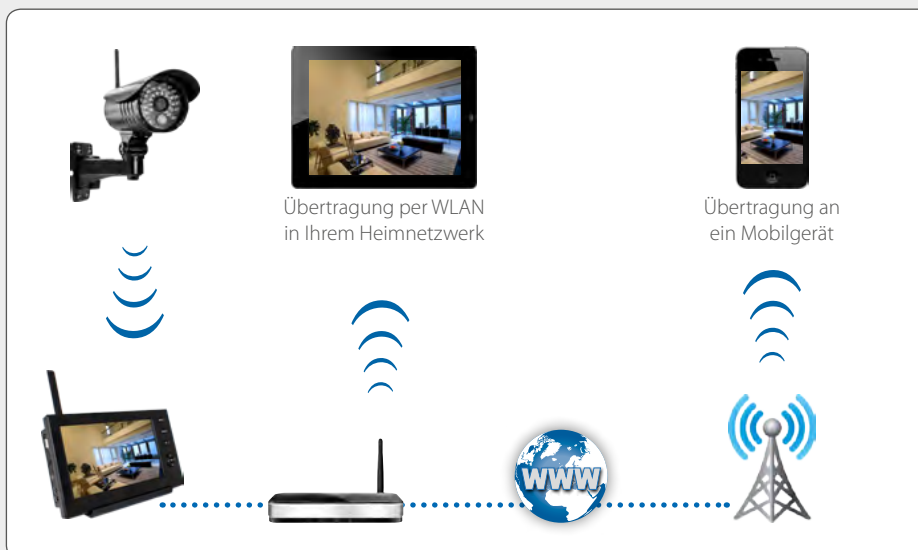 Übertragung per WLAN
in Ihrem Heimnetzwerk
Übertragung an
ein Mobilgerät
WWW